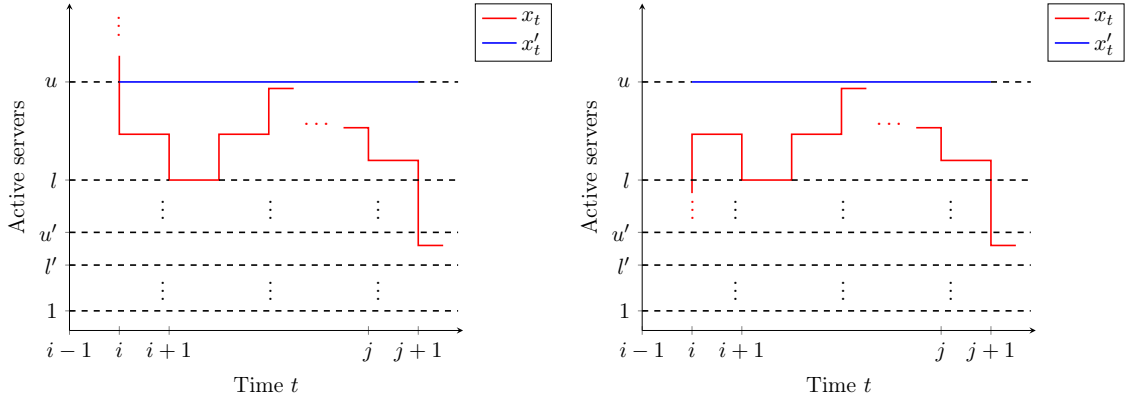 x_t
x'_t
u
l
u'
l'
1
Active servers
i − 1
i
i + 1
j
j + 1
Time t
x_t
x'_t
u
l
u'
l'
1
Active servers
i − 1
i
i + 1
j
j + 1
Time t